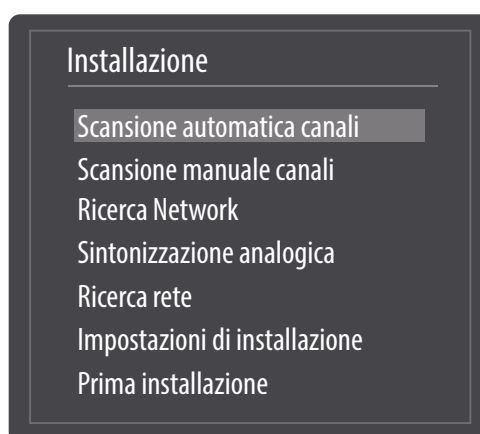 Installazione
Scansione automatica canali
Scansione manuale canali
Ricerca Network
Sintonizzazione analogica
Ricerca rete
Impostazioni di installazione
Prima installazione